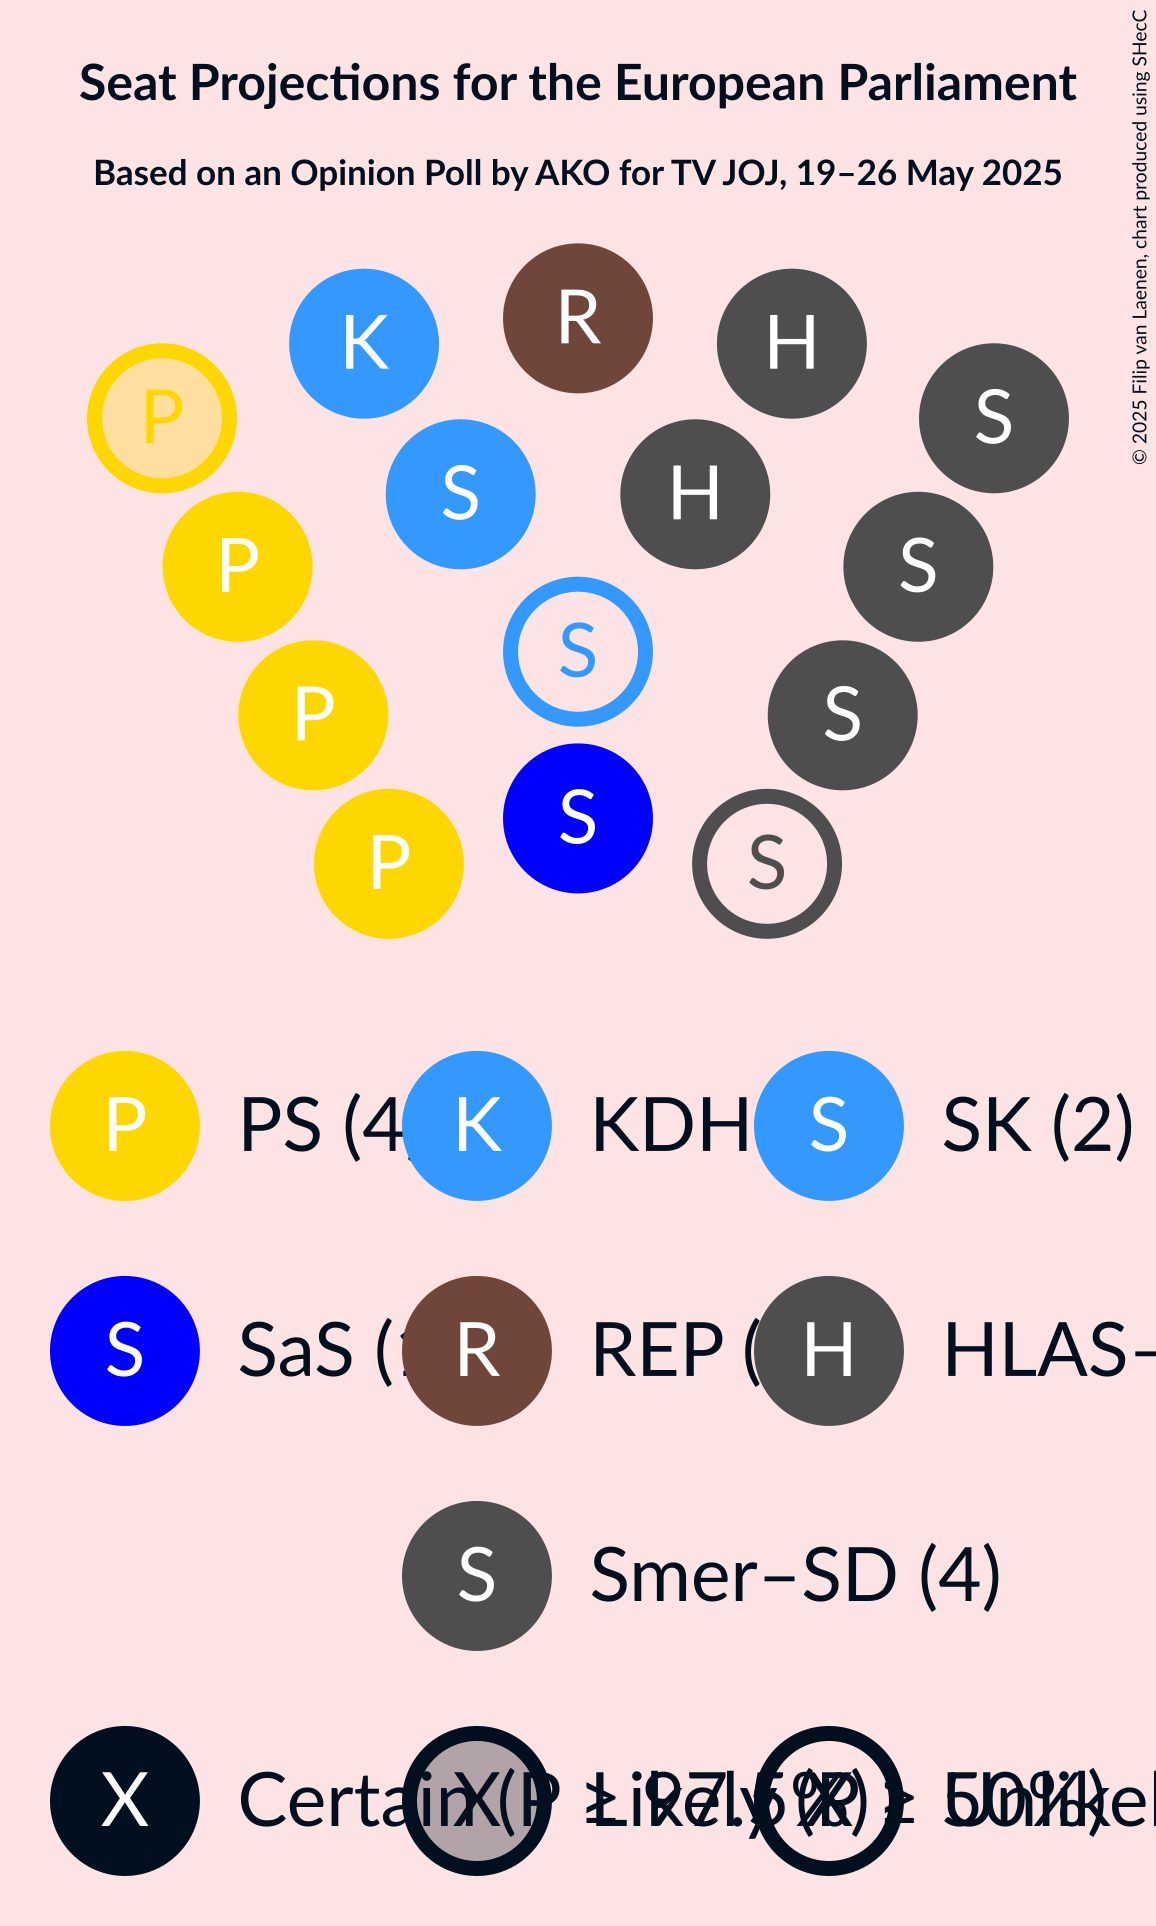 Seat Projections for the European Parliament
Based on an Opinion Poll by AKO for TV JOJ, 19–26 May 2025
© 2025 Filip van Laenen, chart produced using SHecC
K R H
P S
S H
P S
S
P S
S
P S
P PS (4) K KDH S SK (2)
S SaS ( R REP ( H HLAS–
S Smer–SD (4)
X Certain (P ≥ 97.5%) X Likely (P ≥ 50%) X Unlikel